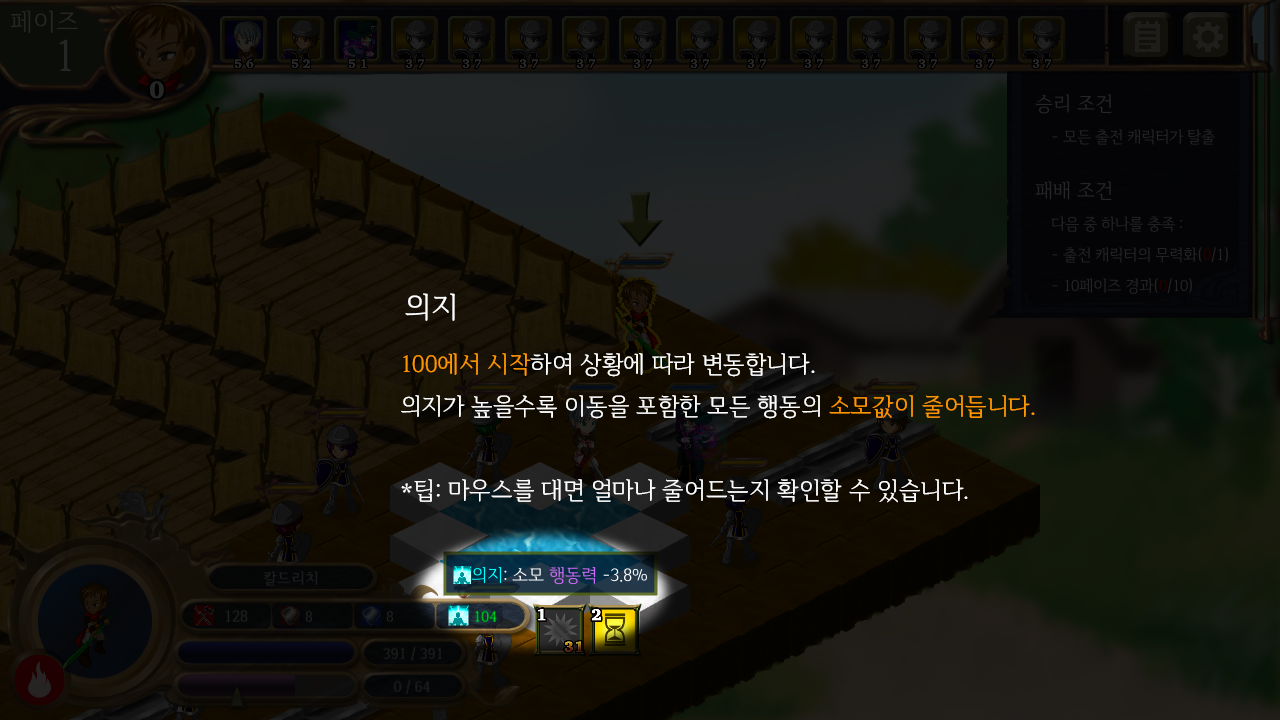 페이즈
1
0
5.6 5.2 5.1 3.7 3.7 3.7 3.7 3.7 3.7 3.7 3.7 3.7 3.7 3.7 3.7
승리 조건
- 모든 출전 캐릭터가 탈출
패배 조건
다음 중 하나를 충족 :
- 출전 캐릭터의 무력화(0/1)
- 10페이즈 경과(0/10)
의지
100에서 시작하여 상황에 따라 변동합니다.
의지가 높을수록 이동을 포함한 모든 행동의 소모값이 줄어듭니다.
*팁: 마우스를 대면 얼마나 줄어드는지 확인할 수 있습니다.
의지: 소모 행동력 -3.8%
칼드리치
128 8 8 104
1 31 2
391 / 391
0 / 64